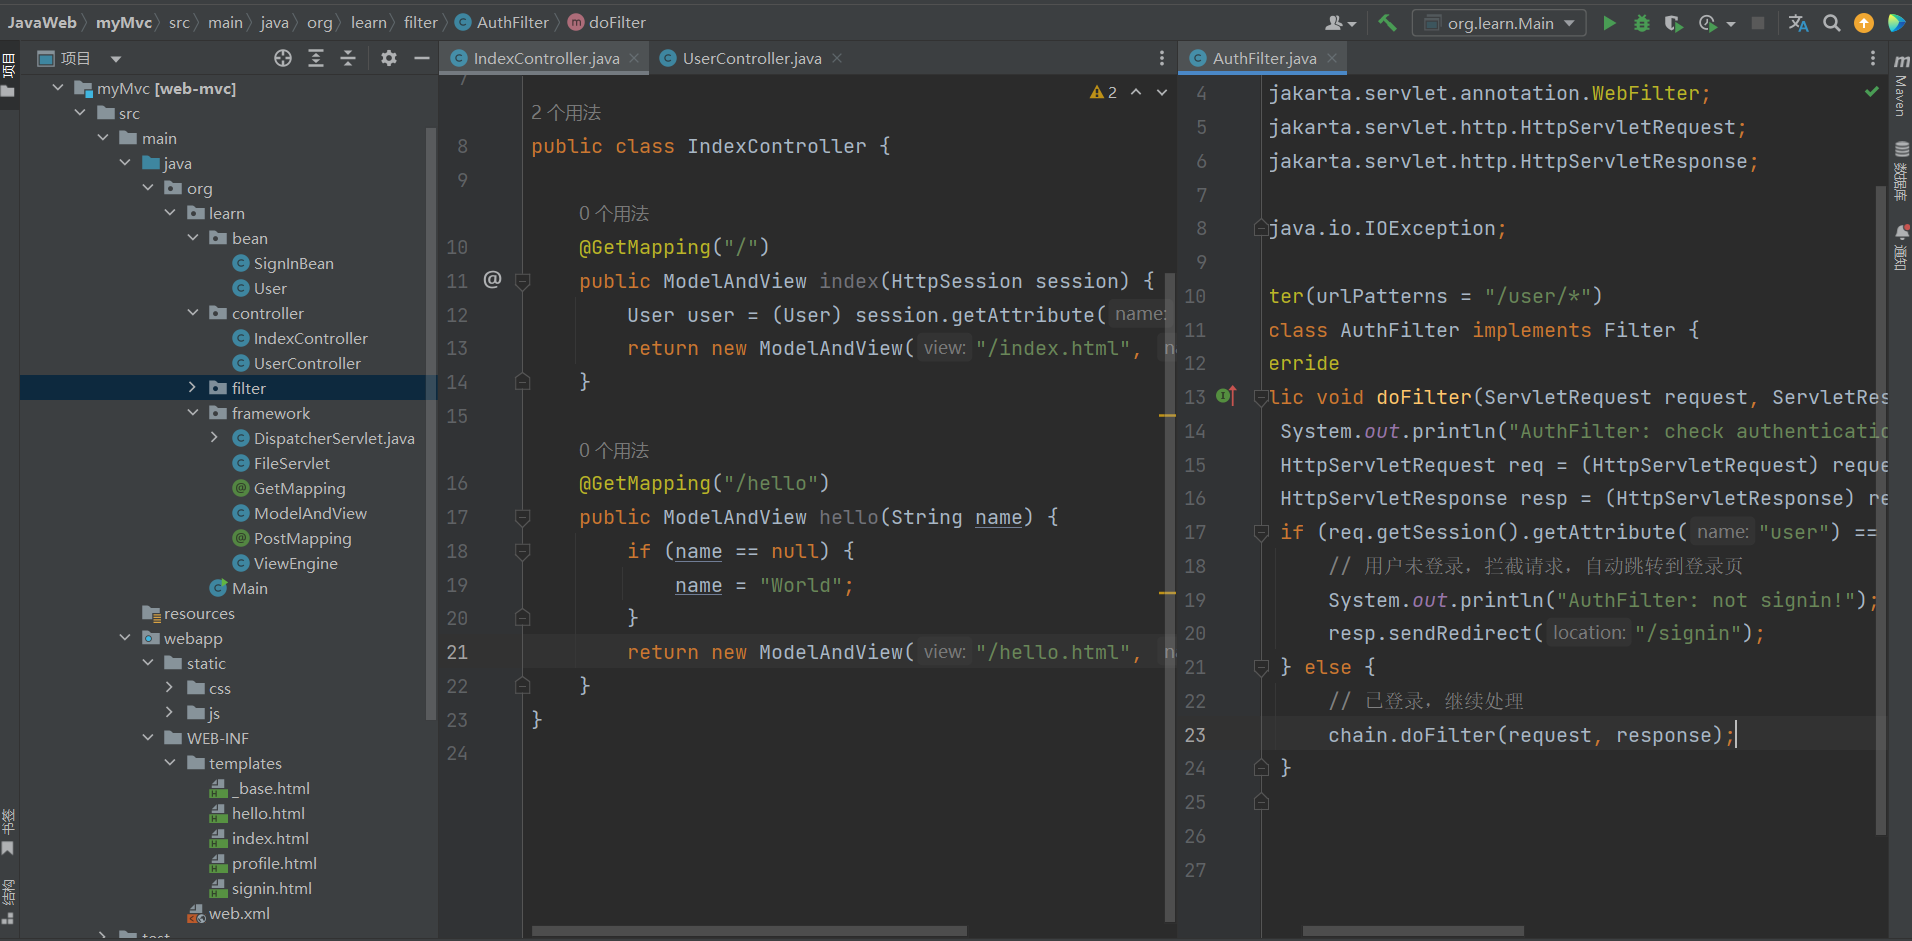 JavaWeb myMvc src main java org learn filter AuthFilter doFilter
org.learn.Main
项目
项目
myMvc [web-mvc]
src
main
java
org
learn
bean
SignInBean
User
controller
IndexController
UserController
filter
framework
DispatcherServlet.java
FileServlet
GetMapping
ModelAndView
PostMapping
ViewEngine
Main
resources
webapp
static
css
js
WEB-INF
templates
_base.html
hello.html
index.html
profile.html
signin.html
web.xml
书签
结构
IndexController.java
UserController.java
2
7
2 个用法
8 public class IndexController {
9
0 个用法
10 @GetMapping("/")
11 public ModelAndView index(HttpSession session) {
12 User user = (User) session.getAttribute( name:
13 return new ModelAndView( view: "/index.html",
14 }
15
0 个用法
16 @GetMapping("/hello")
17 public ModelAndView hello(String name) {
18 if (name == null) {
19 name = "World";
20 }
21 return new ModelAndView( view: "/hello.html",
22 }
23 }
24
AuthFilter.java
4 jakarta.servlet.annotation.WebFilter;
5 jakarta.servlet.http.HttpServletRequest;
6 jakarta.servlet.http.HttpServletResponse;
7
8 java.io.IOException;
9
10 ter(urlPatterns = "/user/*")
11 class AuthFilter implements Filter {
12 erride
13 lic void doFilter(ServletRequest request, ServletRes
14 System.out.println("AuthFilter: check authenticatio
15 HttpServletRequest req = (HttpServletRequest) reque
16 HttpServletResponse resp = (HttpServletResponse) re
17 if (req.getSession().getAttribute( name: "user") ==
18 // 用户未登录，拦截请求，自动跳转到登录页
19 System.out.println("AuthFilter: not signin!");
20 resp.sendRedirect( location: "/signin");
21 } else {
22 // 已登录，继续处理
23 chain.doFilter(request, response);
24 }
25
26
27
Maven
数据库
通知